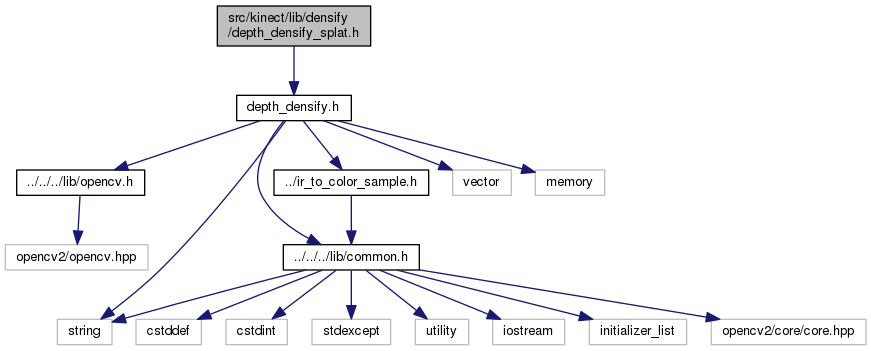 src/kinect/lib/densify
/depth_densify_splat.h
depth_densify.h
../../../lib/opencv.h
../ir_to_color_sample.h
vector
memory
opencv2/opencv.hpp
../../../lib/common.h
string
cstddef
cstdint
stdexcept
utility
iostream
initializer_list
opencv2/core/core.hpp